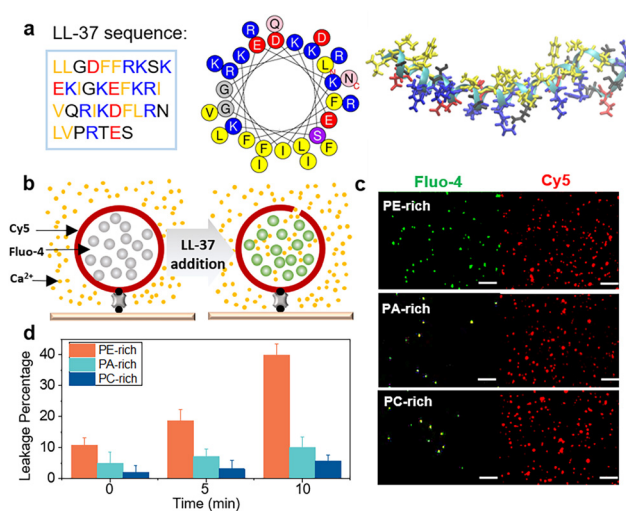 a
LL-37 sequence:
LLGDFFRKSK
EKIGKEFKRI
VQRIKDFLRN
LVPRTES
Q
R
E
D
K
K
D
R
K
R
K
L
K
N
C
G
G
F
R
V
E
L
K
S
F
F
I
I
L
I
F
b
Cy5
Fluo-4
Ca²⁺
LL-37
addition
c
Fluo-4 Cy5
PE-rich
PA-rich
PC-rich
d
Leakage Percentage
40
30
20
10
0
PE-rich
PA-rich
PC-rich
0 5 10
Time (min)